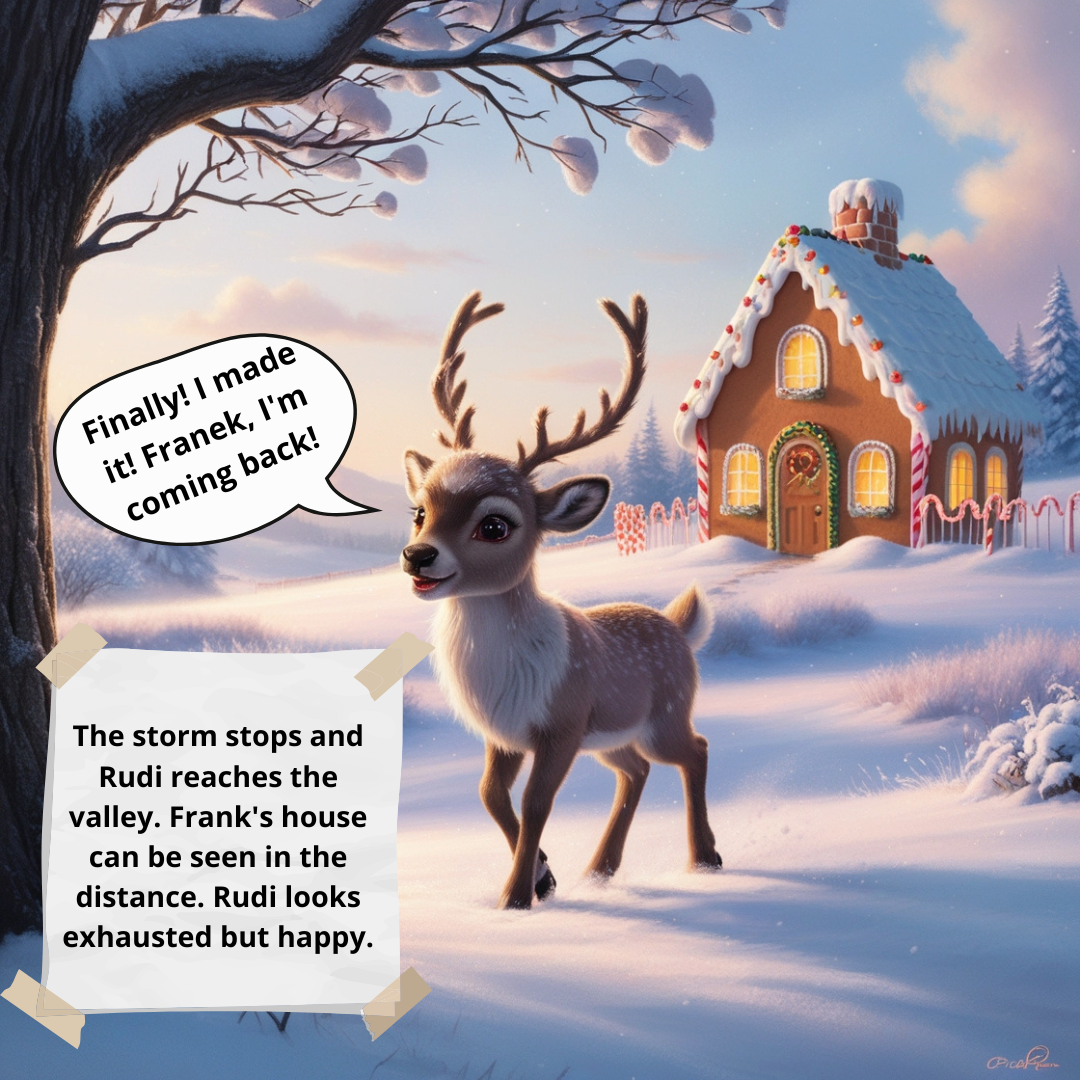 Finally! I made
it! Franek, I'm
coming back!
The storm stops and
Rudi reaches the
valley. Frank's house
can be seen in the
distance. Rudi looks
exhausted but happy.